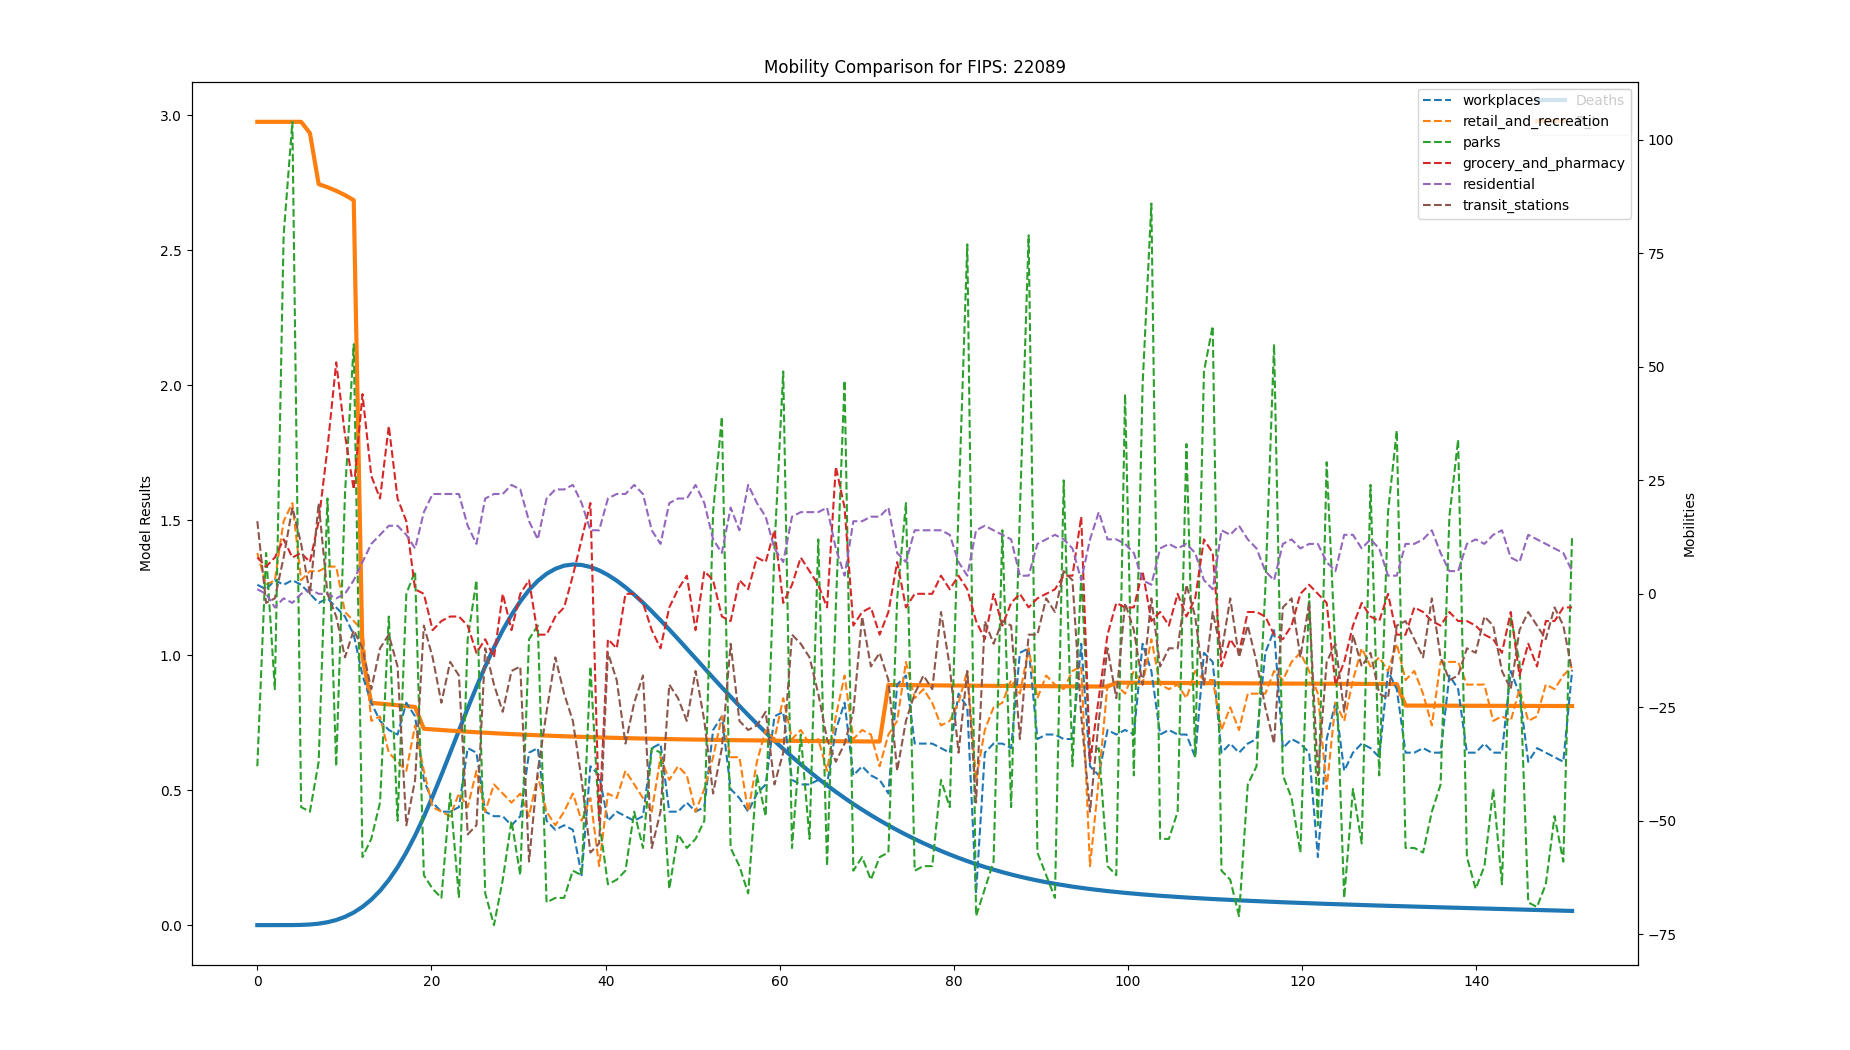 Mobility Comparison for FIPS: 22089
Model Results
3.0
2.5
2.0
1.5
1.0
0.5
0.0
0
20
40
60
80
100
120
140
100
75
50
25
0
−25
−50
−75
Mobilities
workplaces
retail_and_recreation
parks
grocery_and_pharmacy
residential
transit_stations
Deaths